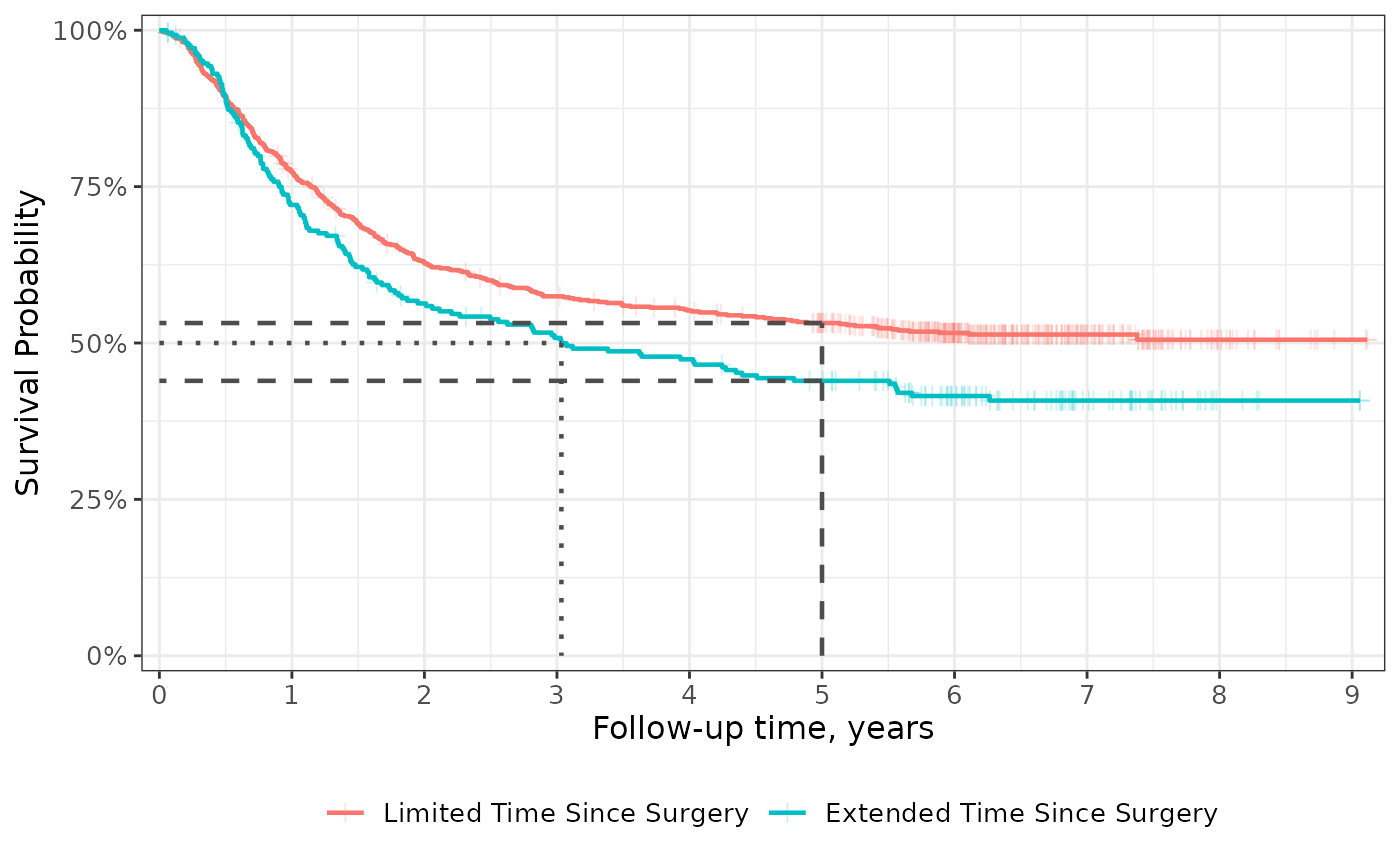 Survival Probability
100%
75%
50%
25%
0%
0 1 2 3 4 5 6 7 8 9
Follow-up time, years
Limited Time Since Surgery Extended Time Since Surgery